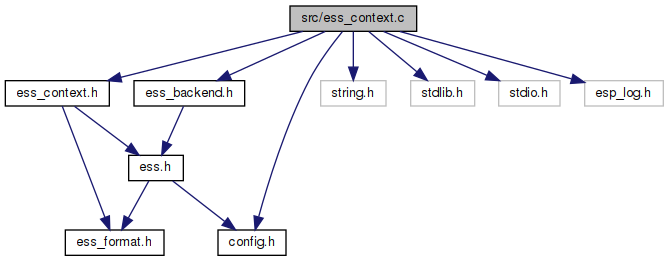 src/ess_context.c
ess_context.h
ess_backend.h
string.h
stdlib.h
stdio.h
esp_log.h
ess.h
ess_format.h
config.h